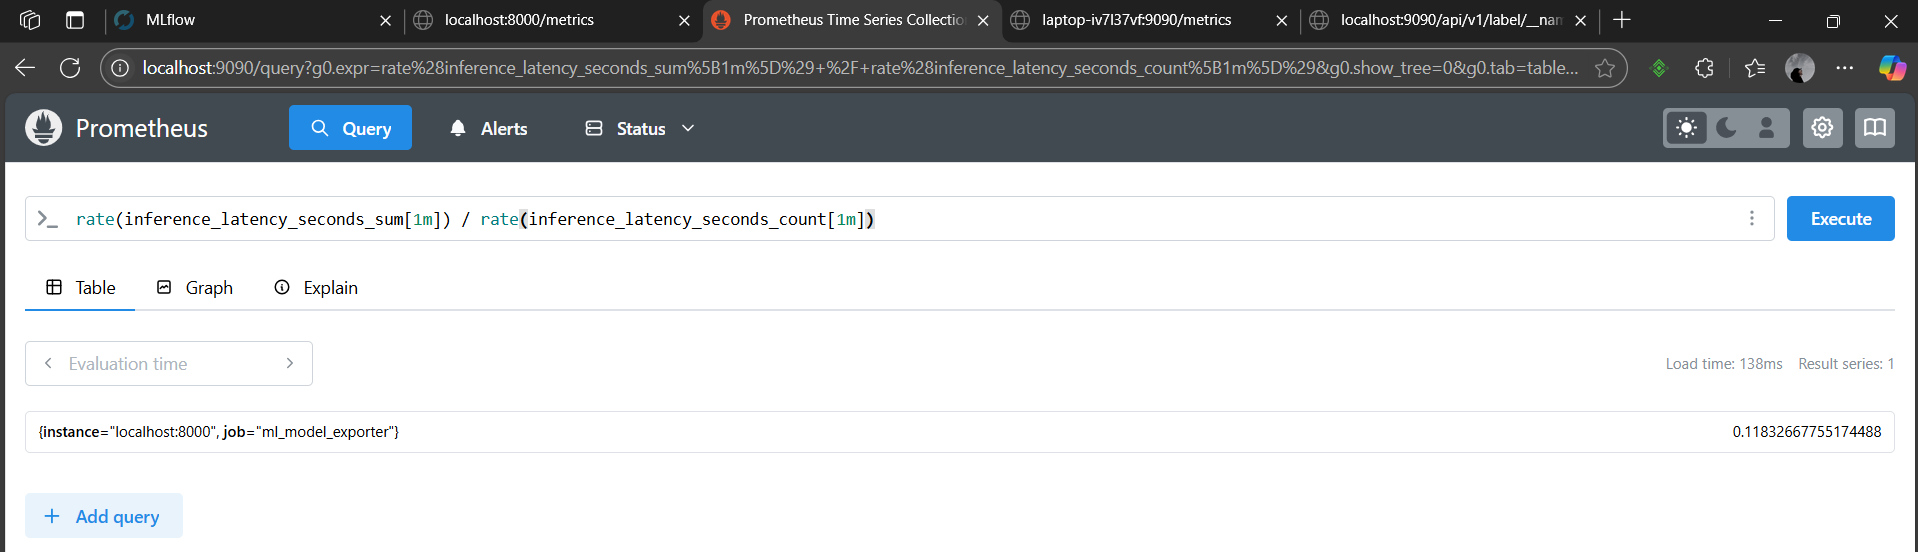 MLflow
localhost:8000/metrics
Prometheus Time Series Collectio
laptop-iv7l37vf:9090/metrics
localhost:9090/api/v1/label/__nam
localhost:9090/query?g0.expr=rate%28inference_latency_seconds_sum%5B1m%5D%29+%2F+rate%28inference_latency_seconds_count%5B1m%5D%29&g0.show_tree=0&g0.tab=table...
Prometheus
Query
Alerts
Status
>_ rate(inference_latency_seconds_sum[1m]) / rate(inference_latency_seconds_count[1m])
Execute
Table
Graph
Explain
Evaluation time
Load time: 138ms
Result series: 1
{instance="localhost:8000", job="ml_model_exporter"}
0.11832667755174488
+ Add query